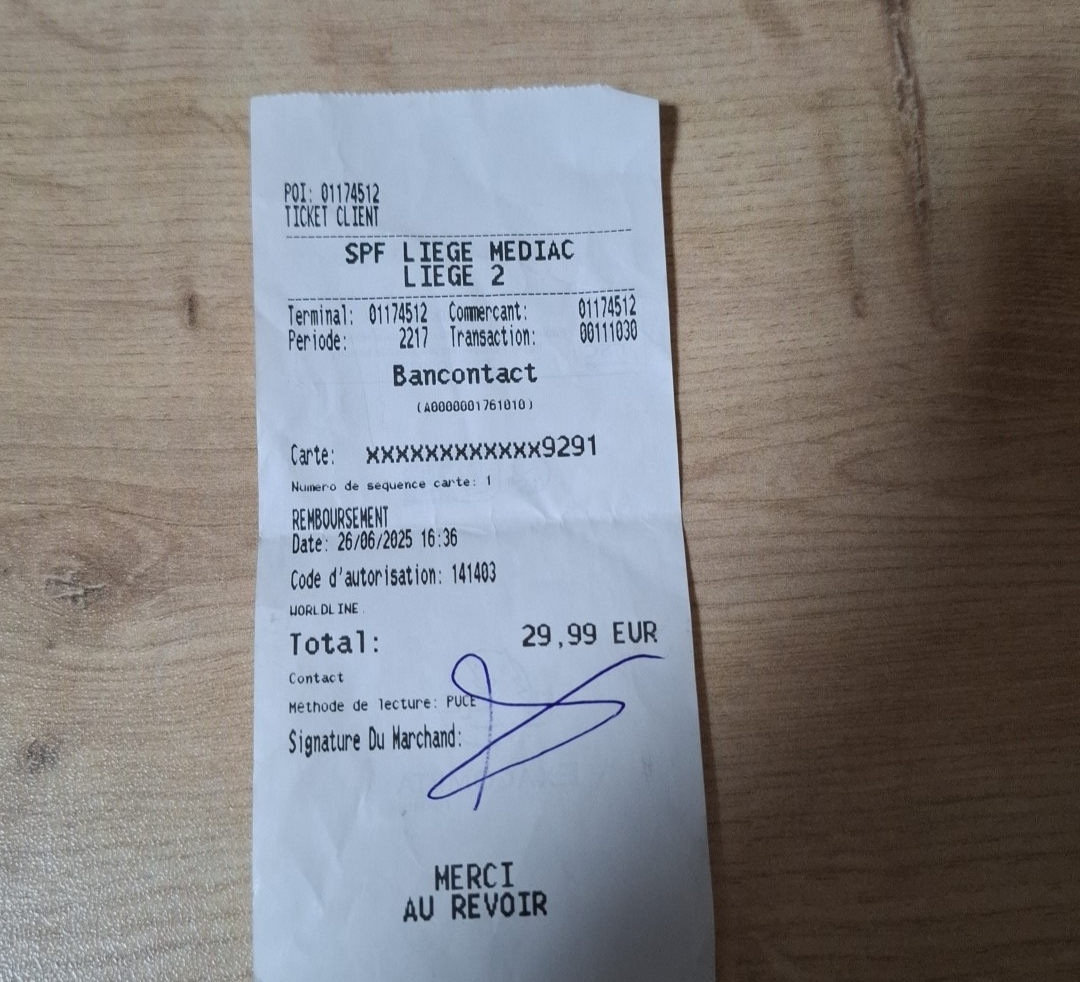 POI: 01174512
TICKET CLIENT
SPF LIEGE MEDIAC
LIEGE 2
Terminal: 01174512 Commercant: 01174512
Periode: 2217 Transaction: 00111030
Bancontact
(A0000001761010)
Carte: xxxxxxxxxxxx9291
Numero de sequence carte: 1
REMBOURSEMENT
Date: 26/06/2025 16:36
Code d'autorisation: 141403
WORLDLINE
Total: 29,99 EUR
Contact
Méthode de lecture: PUCE
Signature Du Marchand:
MERCI
AU REVOIR